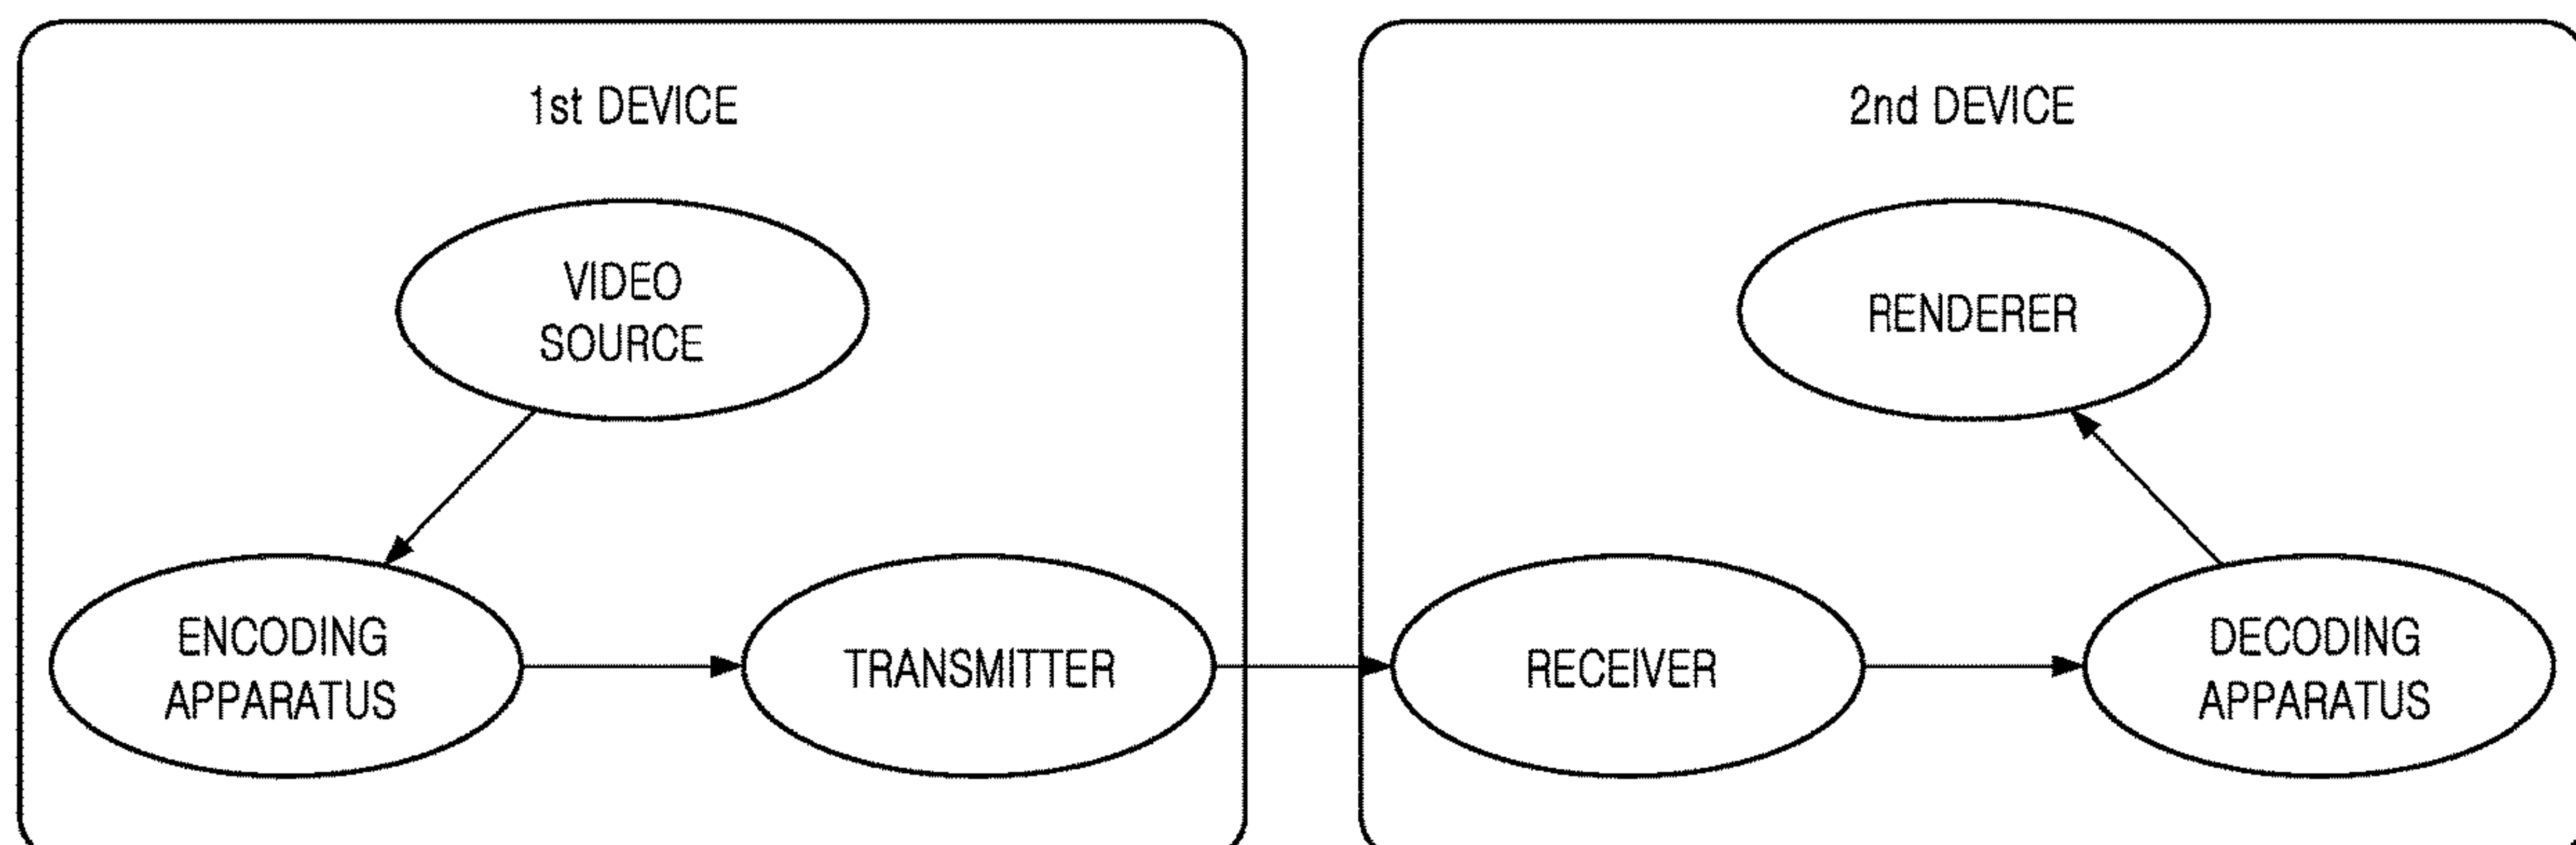 1st DEVICE
VIDEO
SOURCE
ENCODING
APPARATUS
TRANSMITTER
2nd DEVICE
RENDERER
RECEIVER
DECODING
APPARATUS